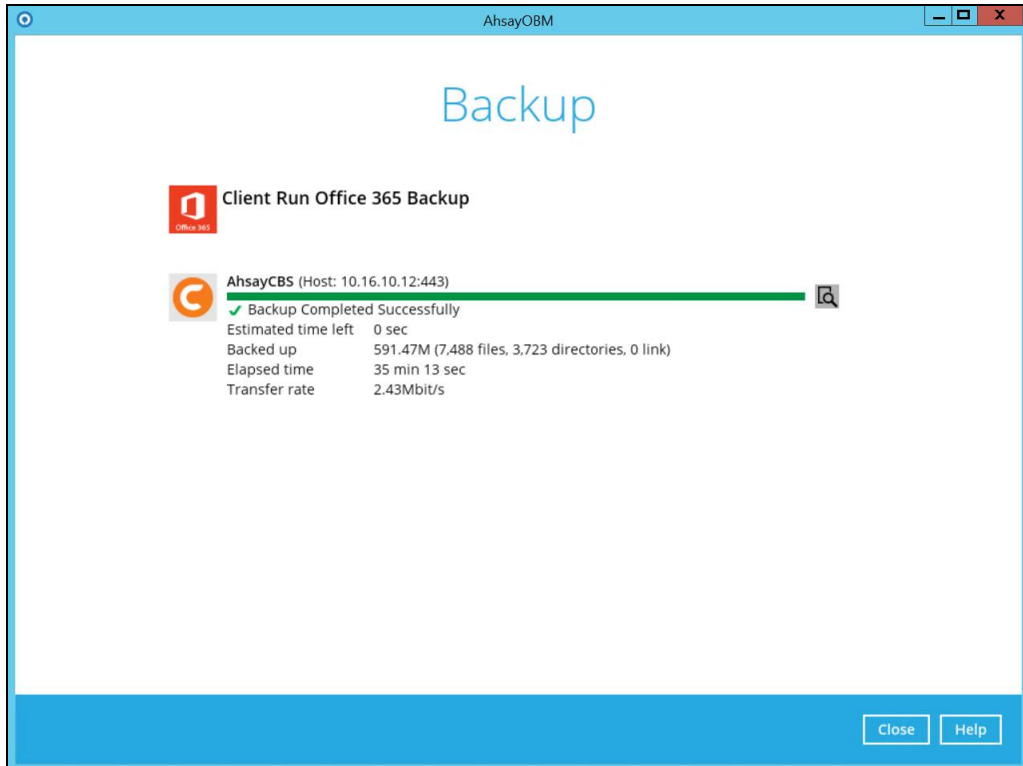 AhsayOBM
Backup
Client Run Office 365 Backup
Office 365
AhsayCBS (Host: 10.16.10.12:443)
Backup Completed Successfully
Estimated time left 0 sec
Backed up 591.47M (7,488 files, 3,723 directories, 0 link)
Elapsed time 35 min 13 sec
Transfer rate 2.43Mbit/s
Close Help